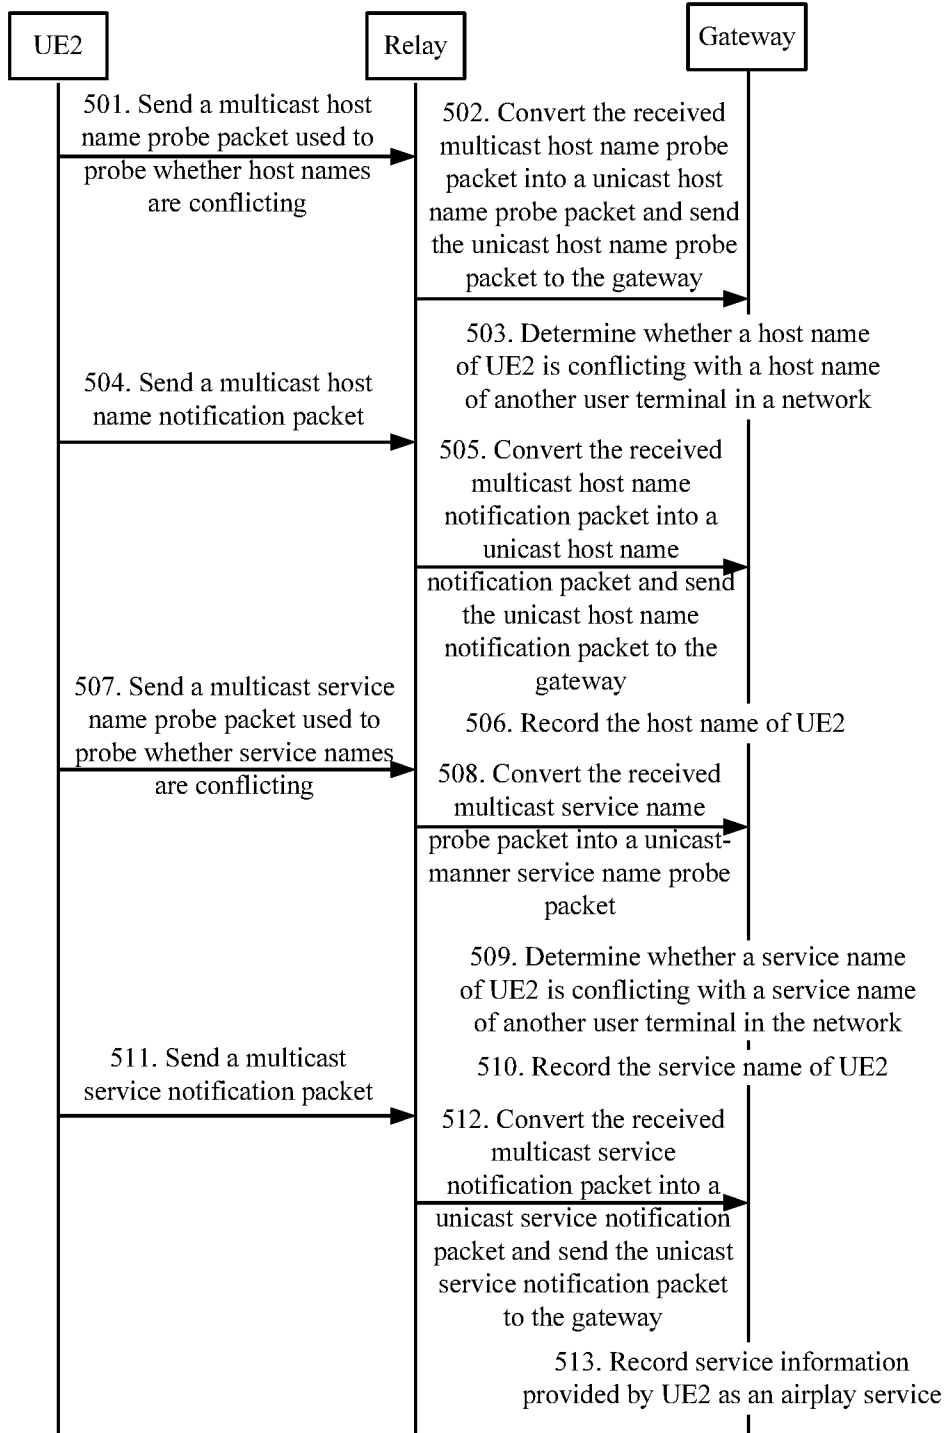 UE2
Relay
Gateway
501. Send a multicast host
name probe packet used to
probe whether host names
are conflicting
502. Convert the received
multicast host name probe
packet into a unicast host
name probe packet and send
the unicast host name probe
packet to the gateway
503. Determine whether a host name
of UE2 is conflicting with a host name
of another user terminal in a network
504. Send a multicast host
name notification packet
505. Convert the received
multicast host name
notification packet into a
unicast host name
notification packet and send
the unicast host name
notification packet to the
gateway
506. Record the host name of UE2
507. Send a multicast service
name probe packet used to
probe whether service names
are conflicting
508. Convert the received
multicast service name
probe packet into a unicast-
manner service name probe
packet
509. Determine whether a service name
of UE2 is conflicting with a service name
of another user terminal in the network
510. Record the service name of UE2
511. Send a multicast
service notification packet
512. Convert the received
multicast service
notification packet into a
unicast service notification
packet and send the unicast
service notification packet
to the gateway
513. Record service information
provided by UE2 as an airplay service